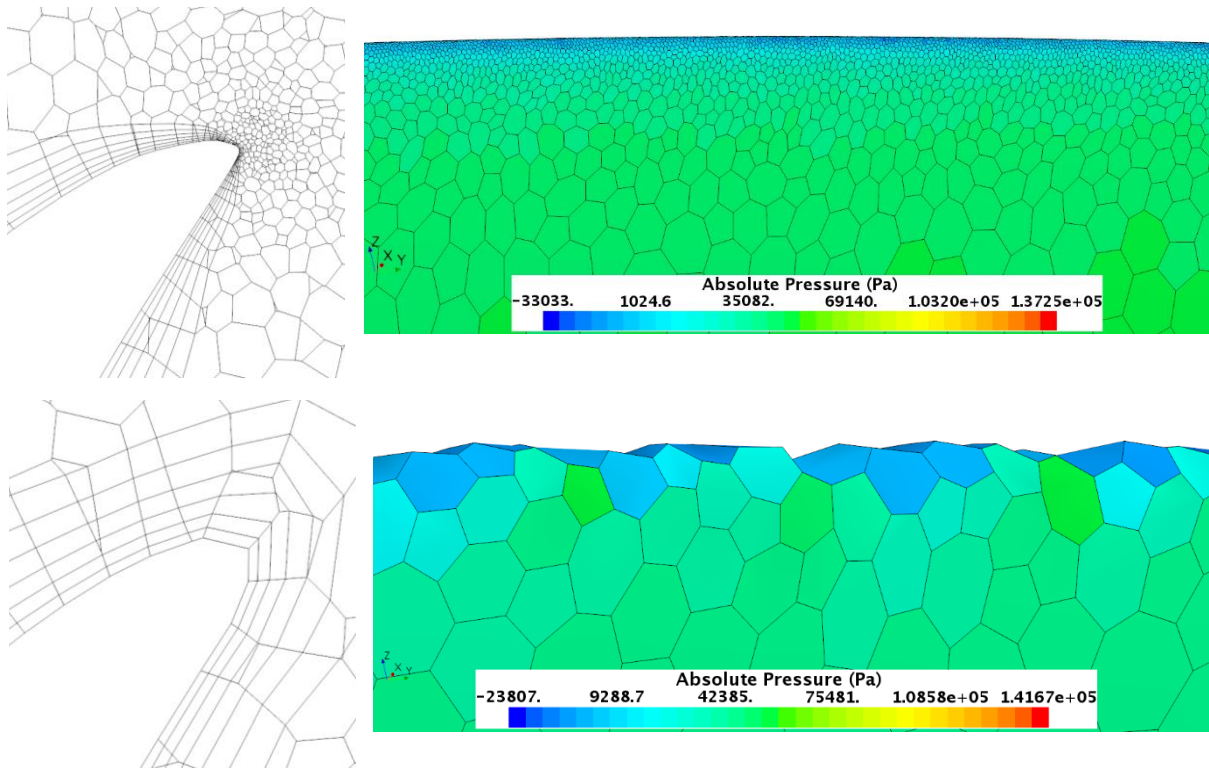 Z
X
Y
Absolute Pressure (Pa)
-33033. 1024.6 35082. 69140. 1.0320e+05 1.3725e+05
Z
X Y
Absolute Pressure (Pa)
-23807. 9288.7 42385. 75481. 1.0858e+05 1.4167e+05